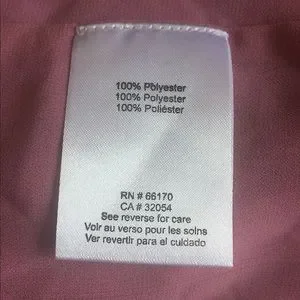 100% Polyester
100% Polyester
100% Poliéster
RN # 66170
CA # 32054
See reverse for care
Voir au verso pour les soins
Ver revertir para el cuidado